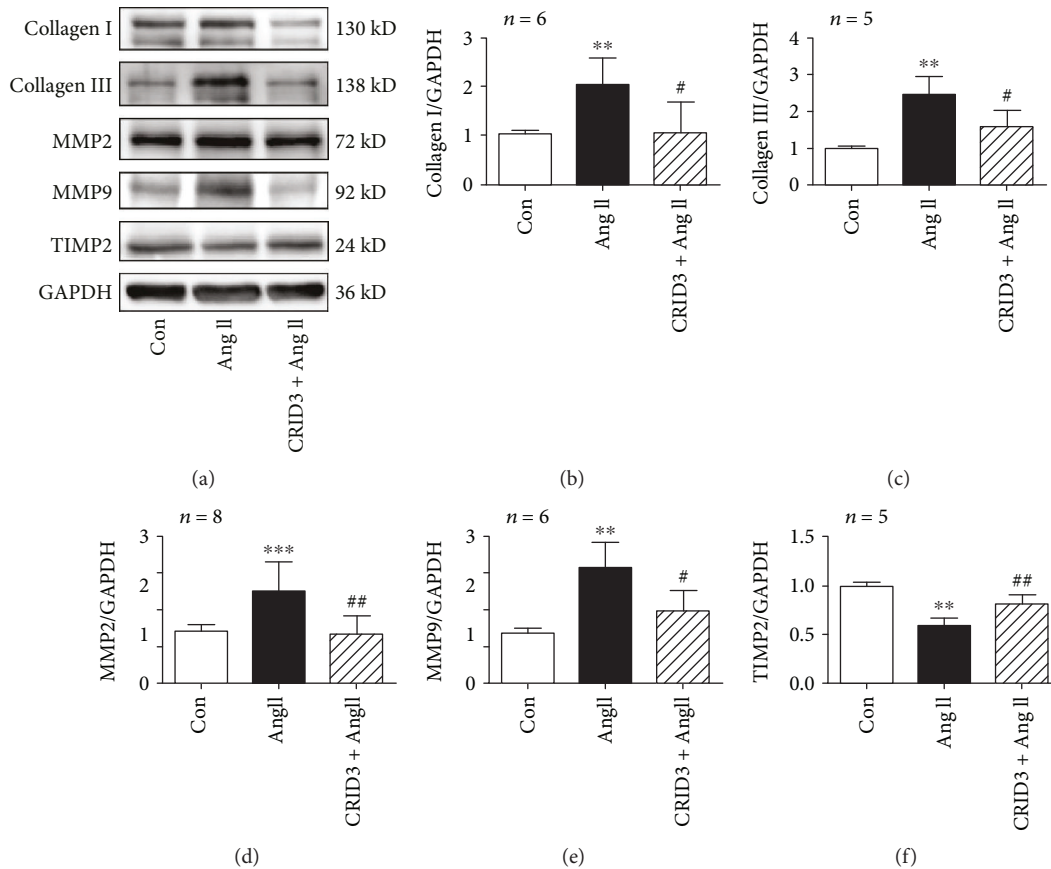 Collagen I 130 kD
Collagen III 138 kD
MMP2 72 kD
MMP9 92 kD
TIMP2 24 kD
GAPDH 36 kD
Con
Ang II
CRID3 + Ang II
(a)
n = 6
Collagen I/GAPDH
3
2
1
0
**
#
Con
Ang II
CRID3 + Ang II
(b)
n = 5
Collagen III/GAPDH
4
3
2
1
0
**
#
Con
Ang II
CRID3 + Ang II
(c)
n = 8
MMP2/GAPDH
3
2
1
0
***
##
Con
AngII
CRID3 + AngII
(d)
n = 6
MMP9/GAPDH
3
2
1
0
**
#
Con
AngII
CRID3 + AngII
(e)
n = 5
TIMP2/GAPDH
1.5
1.0
0.5
0.0
**
##
Con
Ang II
CRID3 + Ang II
(f)